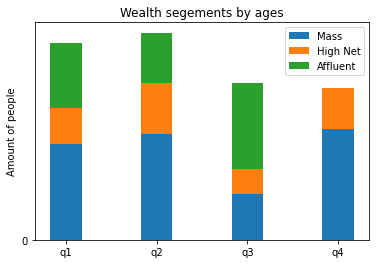 Wealth segements by ages
Mass
High Net
Affluent
Amount of people
0
q1 q2 q3 q4